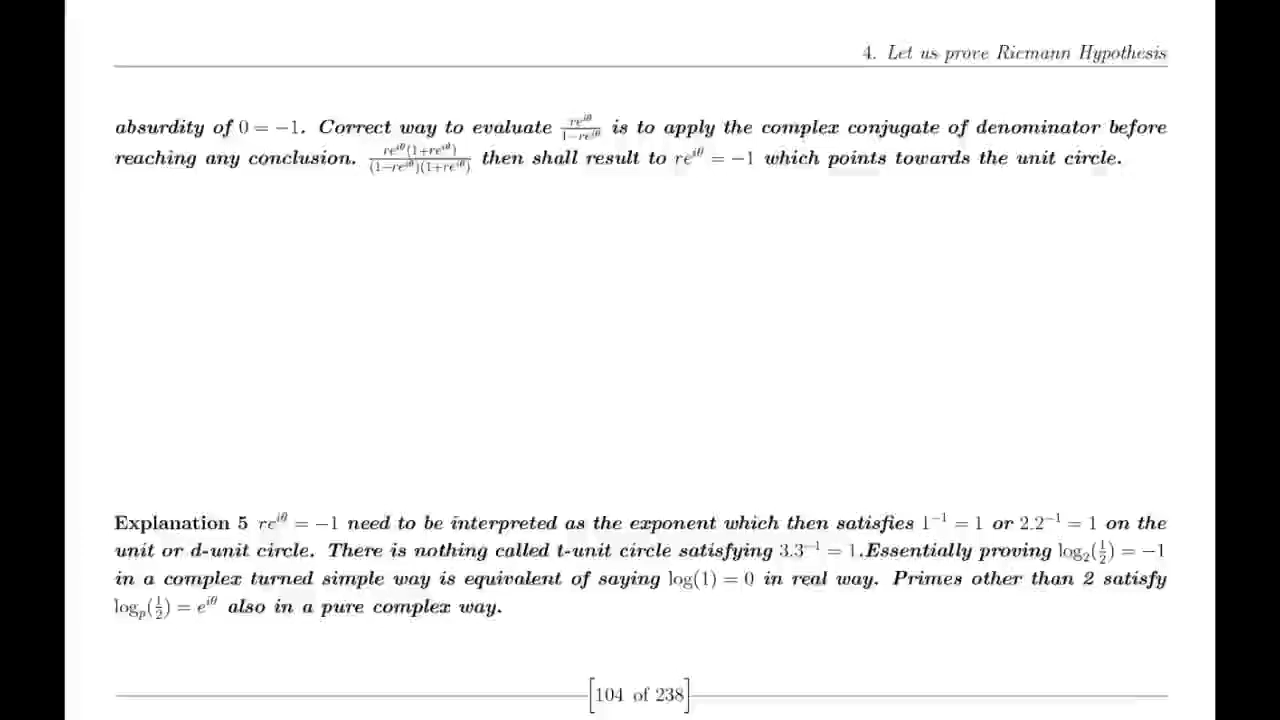 4. Let us prove Riemann Hypothesis
absurdity of 0 = −1. Correct way to evaluate re^{iθ}/(1−re^{iθ}) is to apply the complex conjugate of denominator before
reaching any conclusion. re^{iθ}(1+re^{iθ})/((1−re^{iθ})(1+re^{iθ})) then shall result to re^{iθ} = −1 which points towards the unit circle.
Explanation 5 re^{iθ} = −1 need to be interpreted as the exponent which then satisfies 1^{−1} = 1 or 2.2^{−1} = 1 on the
unit or d-unit circle. There is nothing called t-unit circle satisfying 3.3^{−1} = 1.Essentially proving log₂(1/2) = −1
in a complex turned simple way is equivalent of saying log(1) = 0 in real way. Primes other than 2 satisfy
log_p(1/2) = e^{iθ} also in a pure complex way.
[104 of 238]